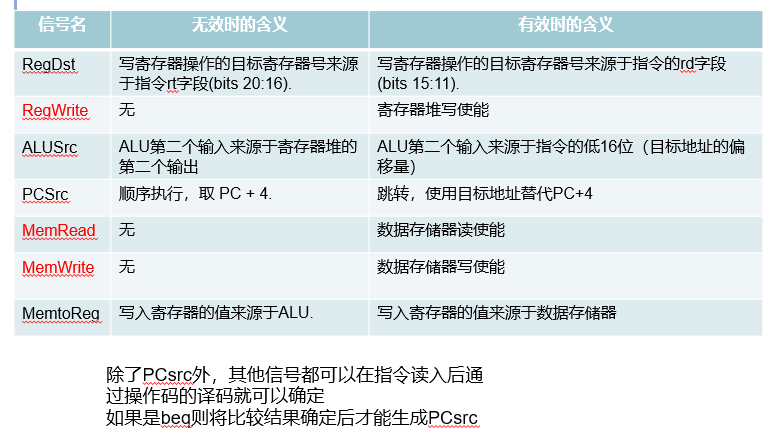 信号名 无效时的含义 有效时的含义
RegDst 写寄存器操作的目标寄存器号来源 写寄存器操作的目标寄存器号来源于指令的rd字段
于指令rt字段(bits 20:16). (bits 15:11).
RegWrite 无 寄存器堆写使能
ALUSrc ALU第二个输入来源于寄存器堆的 ALU第二个输入来源于指令的低16位（目标地址的偏
第二个输出 移量）
PCSrc 顺序执行，取 PC + 4. 跳转，使用目标地址替代PC+4
MemRead 无 数据存储器读使能
MemWrite 无 数据存储器写使能
MemtoReg 写入寄存器的值来源于ALU. 写入寄存器的值来源于数据存储器
除了PCsrc外，其他信号都可以在指令读入后通
过操作码的译码就可以确定
如果是beq则将比较结果确定后才能生成PCsrc